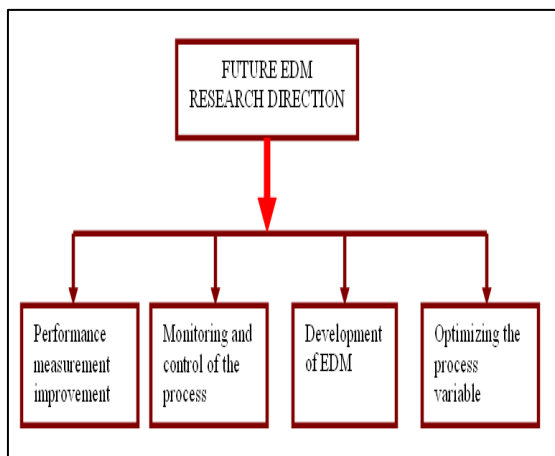 FUTURE EDM
RESEARCH DIRECTION
Performance
measurement
improvement
Monitoring and
control of the
process
Development
of EDM
Optimizing the
process
variable